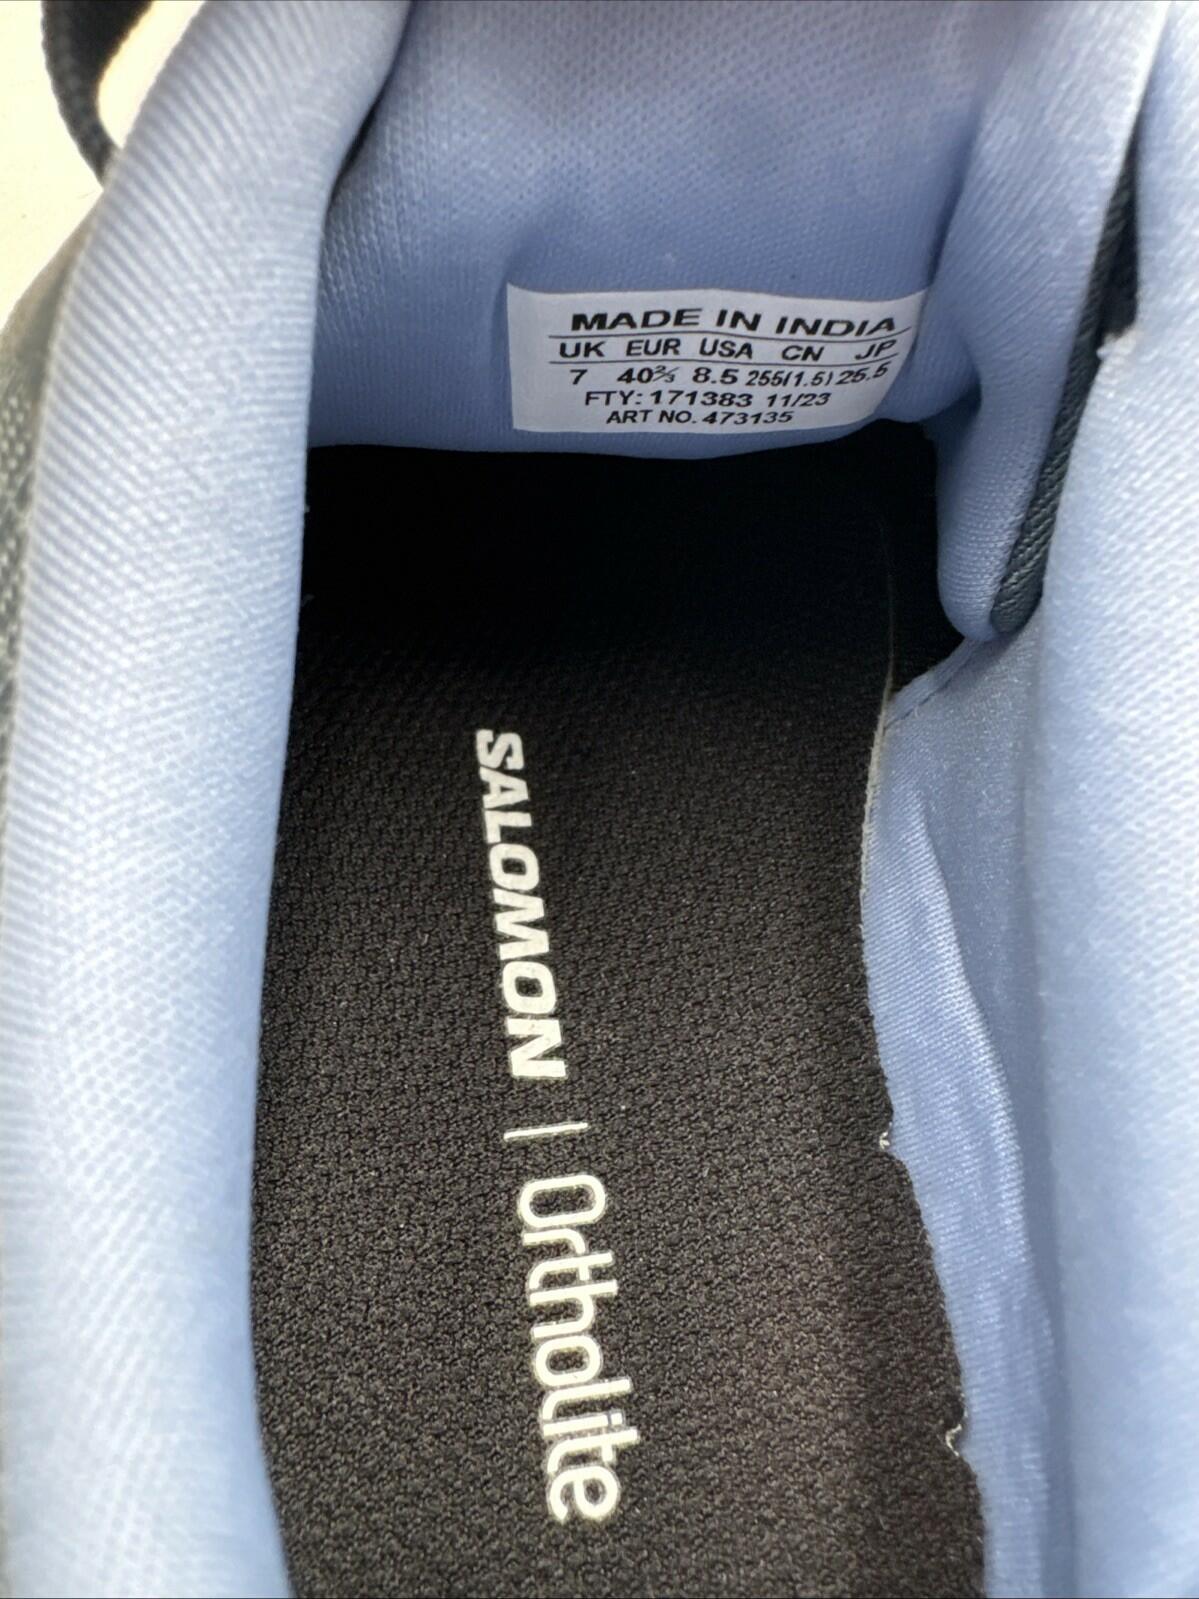 MADE IN INDIA
UK EUR USA CN JP
7 40⅔ 8.5 255(1.5) 25.5
FTY: 171383 11/23
ART NO. 473135
SALOMON | Ortholite